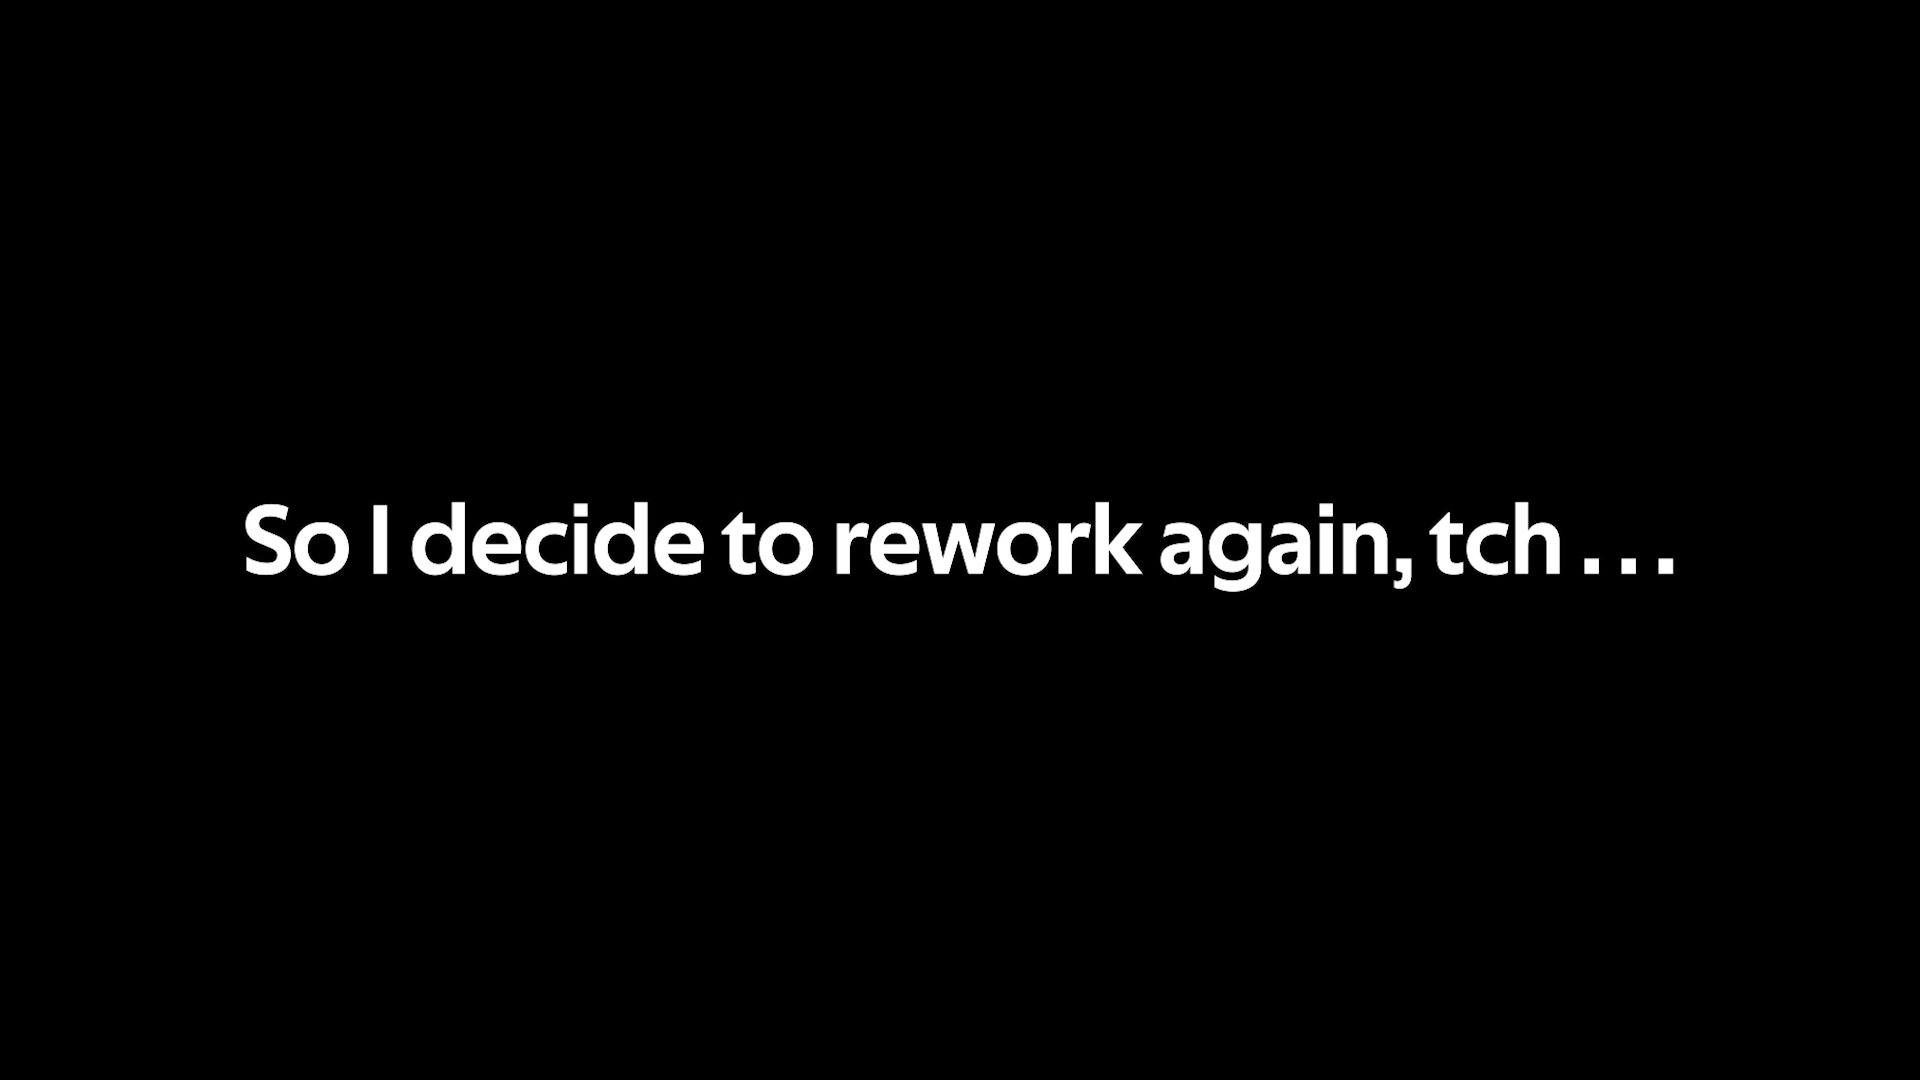 So I decide to rework again, tch . . .